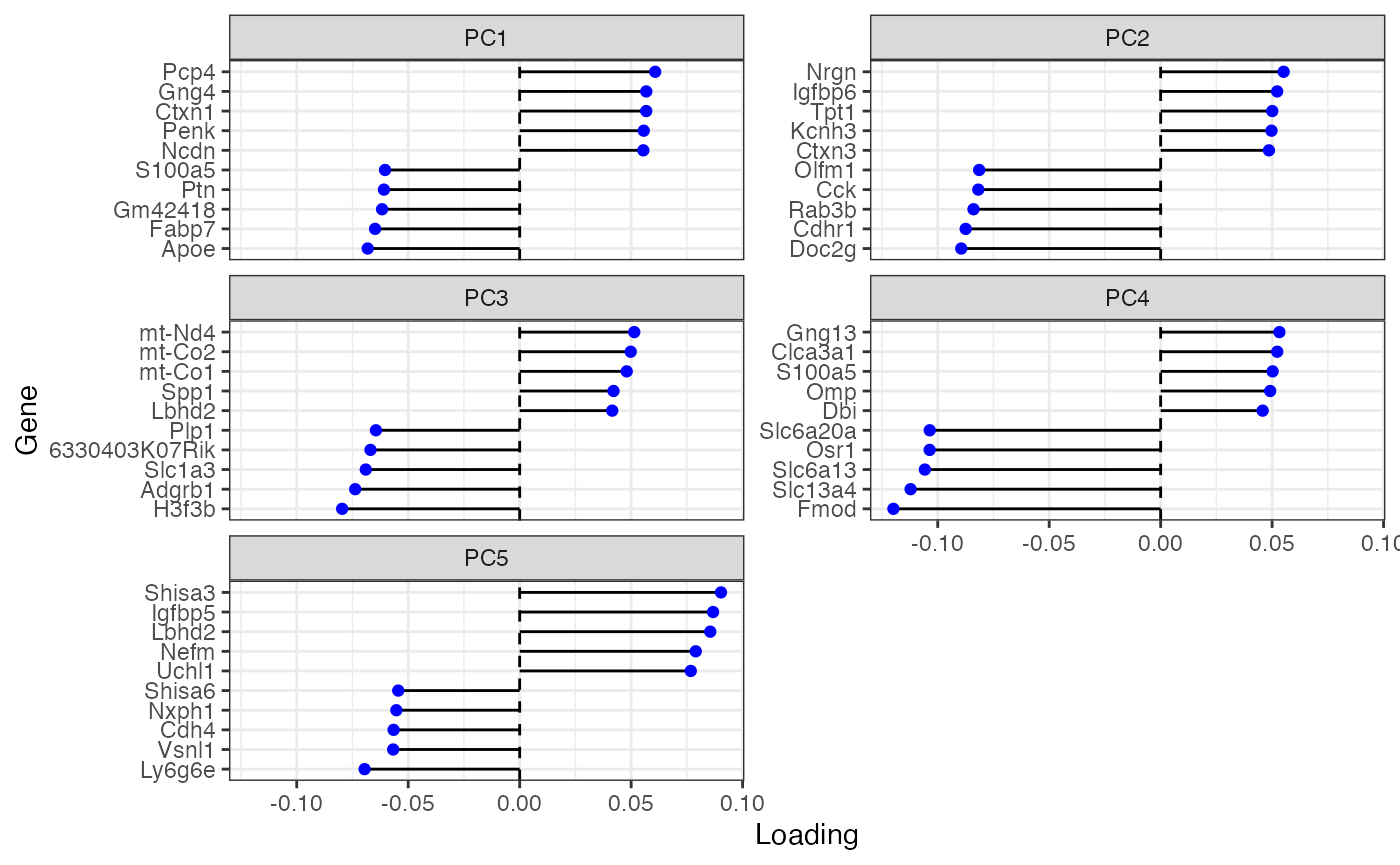 PC1
Pcp4
Gng4
Ctxn1
Penk
Ncdn
S100a5
Ptn
Gm42418
Fabp7
Apoe
PC2
Nrgn
Igfbp6
Tpt1
Kcnh3
Ctxn3
Olfm1
Cck
Rab3b
Cdhr1
Doc2g
Gene
PC3
mt-Nd4
mt-Co2
mt-Co1
Spp1
Lbhd2
Plp1
6330403K07Rik
Slc1a3
Adgrb1
H3f3b
PC4
Gng13
Clca3a1
S100a5
Omp
Dbi
Slc6a20a
Osr1
Slc6a13
Slc13a4
Fmod
-0.10 -0.05 0.00 0.05 0.10
PC5
Shisa3
Igfbp5
Lbhd2
Nefm
Uchl1
Shisa6
Nxph1
Cdh4
Vsnl1
Ly6g6e
-0.10 -0.05 0.00 0.05 0.10
Loading